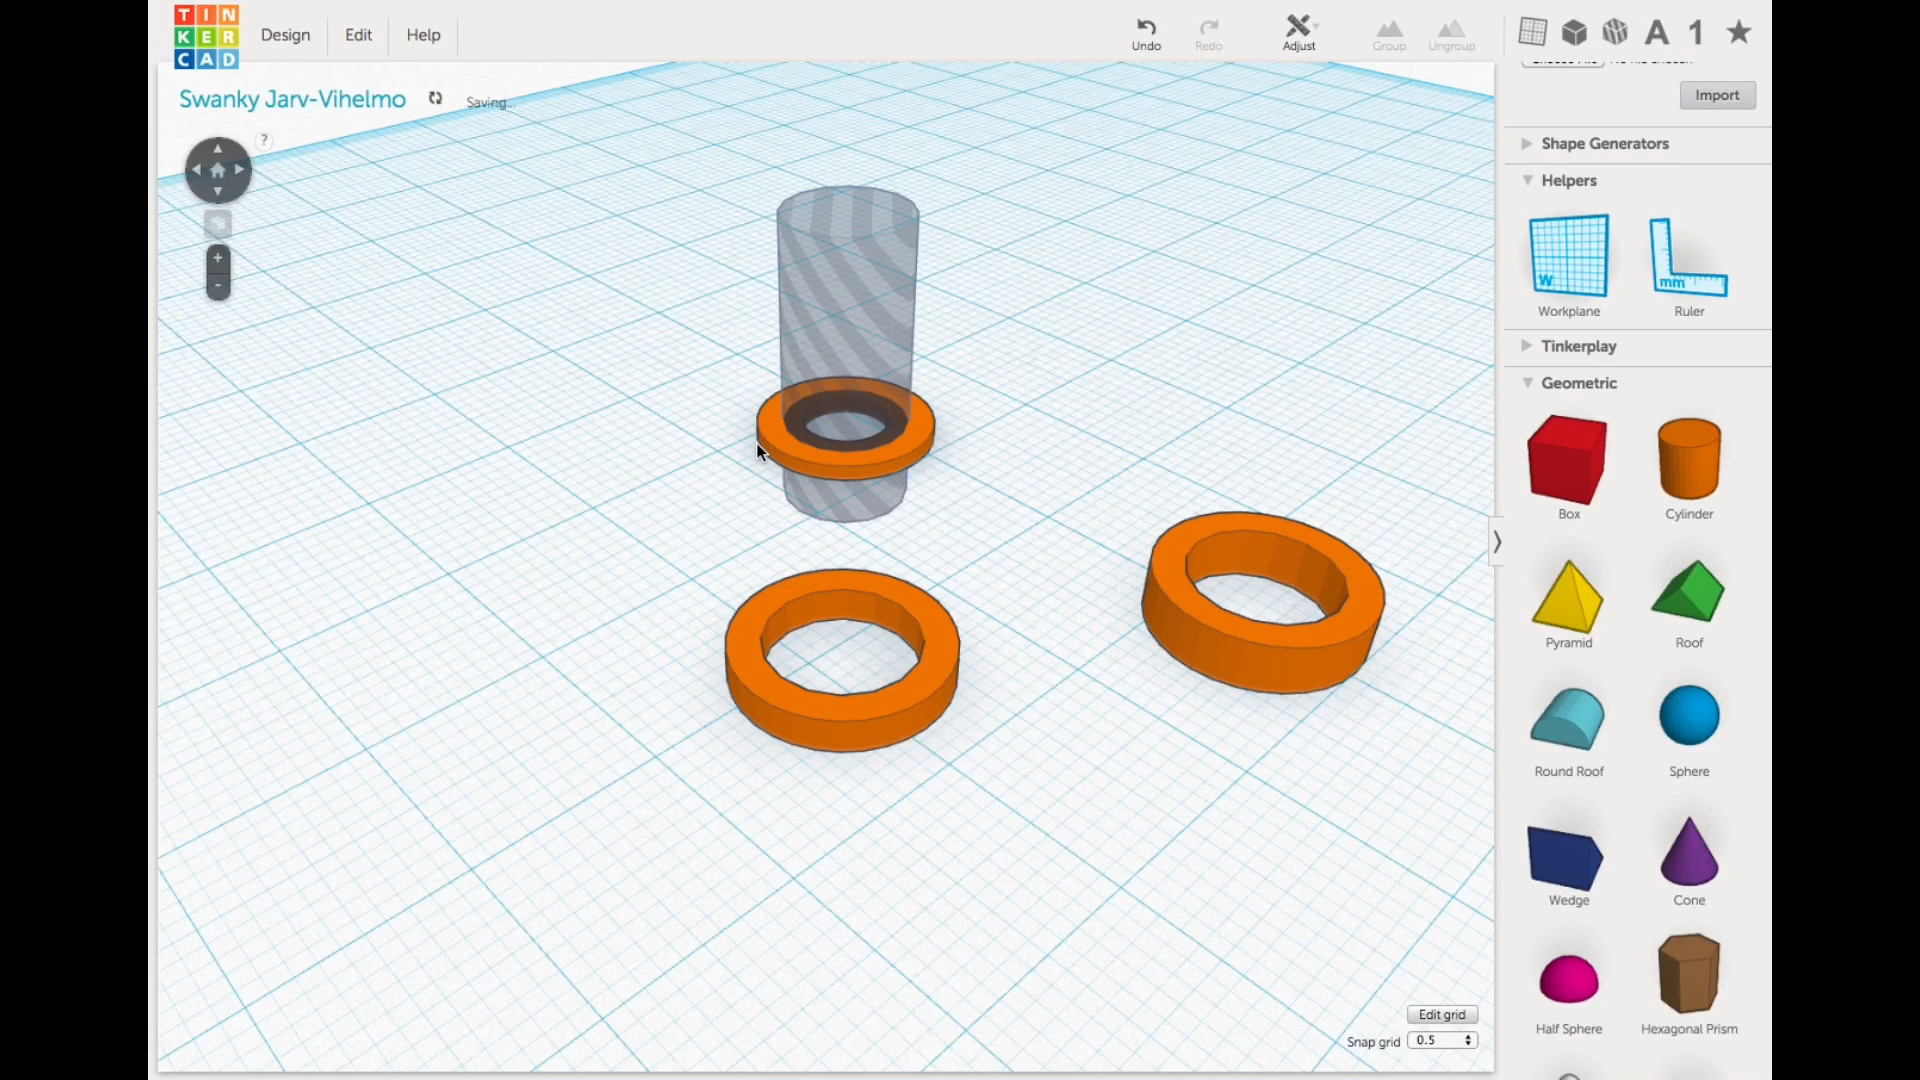 TIN
KER
CAD
Design
Edit
Help
Undo
Redo
Adjust
Group
Ungroup
A
1
Swanky Jarv-Vihelmo
Saving...
?
Import
Shape Generators
Helpers
W
mm
Workplane
Ruler
Tinkerplay
Geometric
Box
Cylinder
Pyramid
Roof
Round Roof
Sphere
Wedge
Cone
Half Sphere
Hexagonal Prism
+
-
Edit grid
Snap grid 0.5